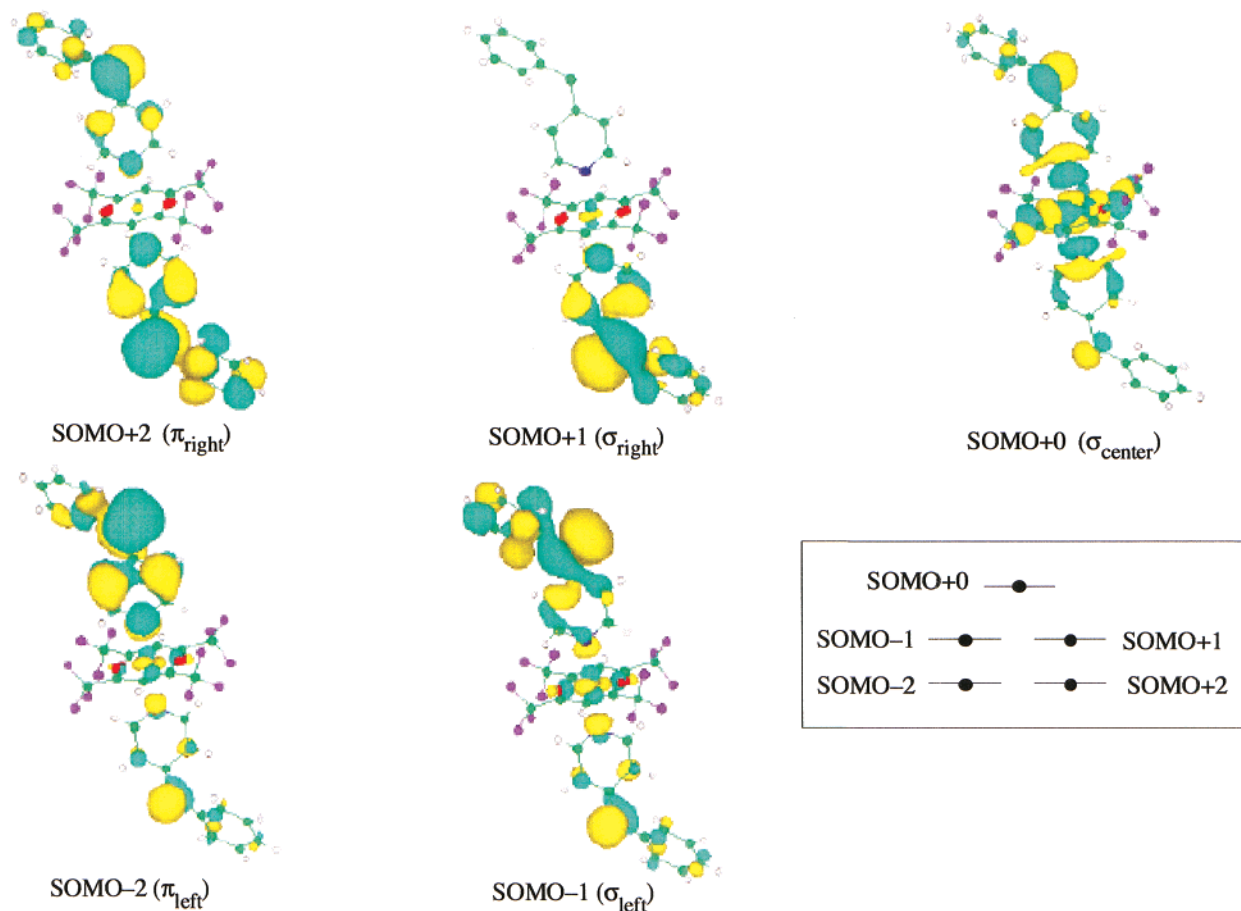 SOMO+2 (πright)
SOMO+1 (σright)
SOMO+0 (σcenter)
SOMO−2 (πleft)
SOMO−1 (σleft)
SOMO+0
SOMO−1 SOMO+1
SOMO−2 SOMO+2